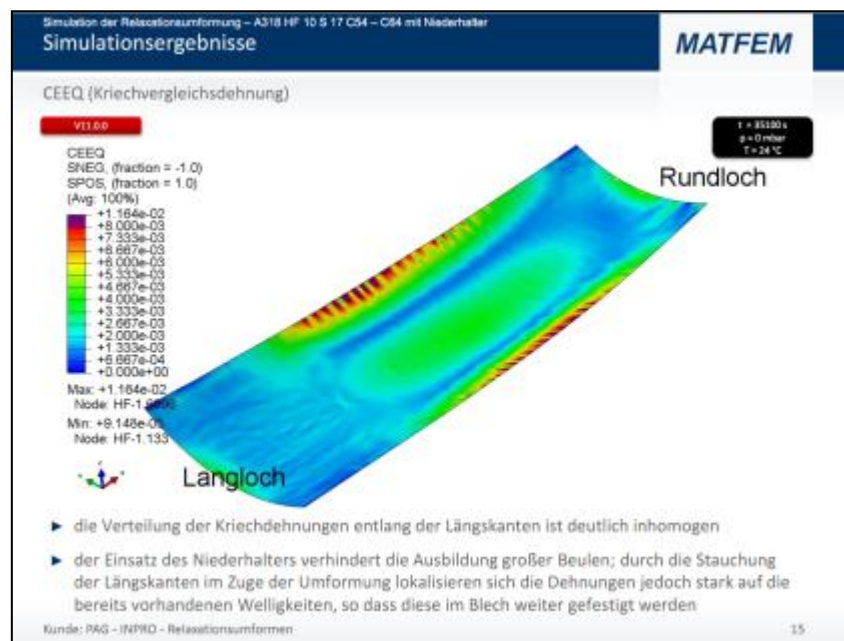 Simulation der Relaxationsumformung – A318 HF 10 S 17 C54 – C64 mit Niederhalter
Simulationsergebnisse
MATFEM
CEEQ (Kriechvergleichsdehnung)
V11.0.0
t = 35100 s
p = 0 mbar
T = 24 °C
CEEQ
SNEG, (fraction = -1.0)
SPOS, (fraction = 1.0)
(Avg: 100%)
+1.164e-02
+8.000e-03
+7.333e-03
+6.667e-03
+6.000e-03
+5.333e-03
+4.667e-03
+4.000e-03
+3.333e-03
+2.667e-03
+2.000e-03
+1.333e-03
+6.667e-04
+0.000e+00
Max: +1.164e-02
Node: HF-1.
Min: +9.148e-
Node: HF-1.133
Rundloch
Langloch
► die Verteilung der Kriechdehnungen entlang der Längskanten ist deutlich inhomogen
► der Einsatz des Niederhalters verhindert die Ausbildung großer Beulen; durch die Stauchung
der Längskanten im Zuge der Umformung lokalisieren sich die Dehnungen jedoch stark auf die
bereits vorhandenen Welligkeiten, so dass diese im Blech weiter gefestigt werden
Kunde: PAG – INPRO – Relaxationsumformen
15